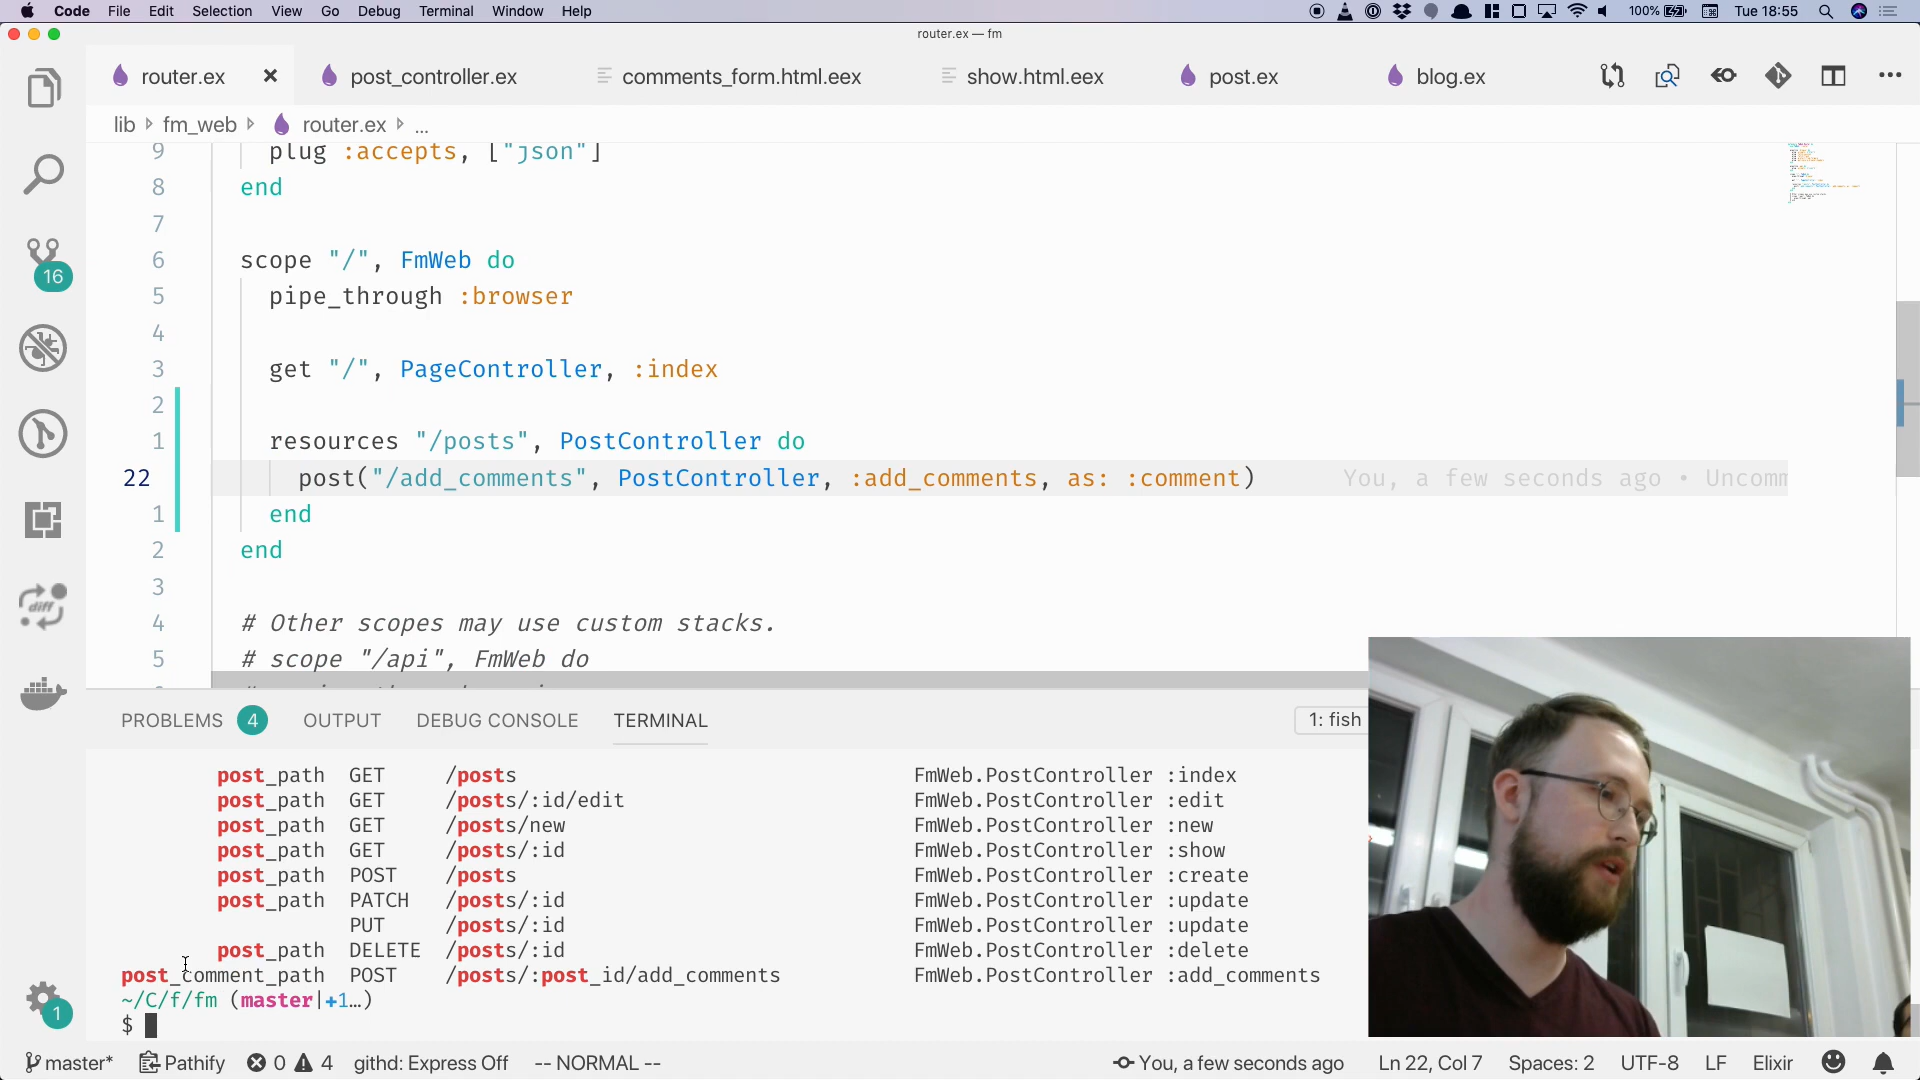 Code File Edit Selection View Go Debug Terminal Window Help 100% Tue 18:55
router.ex — fm
router.ex post_controller.ex comments_form.html.eex show.html.eex post.ex blog.ex
lib fm_web router.ex ...
9 plug :accepts, ["json"]
8 end
7
6 scope "/", FmWeb do
5 pipe_through :browser
4
3 get "/", PageController, :index
2
1 resources "/posts", PostController do
22 post("/add_comments", PostController, :add_comments, as: :comment) You, a few seconds ago • Uncomm
1 end
2 end
3
4 # Other scopes may use custom stacks.
5 # scope "/api", FmWeb do
16
PROBLEMS 4 OUTPUT DEBUG CONSOLE TERMINAL 1: fish
post_path GET /posts FmWeb.PostController :index
post_path GET /posts/:id/edit FmWeb.PostController :edit
post_path GET /posts/new FmWeb.PostController :new
post_path GET /posts/:id FmWeb.PostController :show
post_path POST /posts FmWeb.PostController :create
post_path PATCH /posts/:id FmWeb.PostController :update
PUT /posts/:id FmWeb.PostController :update
post_path DELETE /posts/:id FmWeb.PostController :delete
post_comment_path POST /posts/:post_id/add_comments FmWeb.PostController :add_comments
~/C/f/fm (master|+1…)
$
diff
1
master* Pathify 0 4 githd: Express Off -- NORMAL -- You, a few seconds ago Ln 22, Col 7 Spaces: 2 UTF-8 LF Elixir